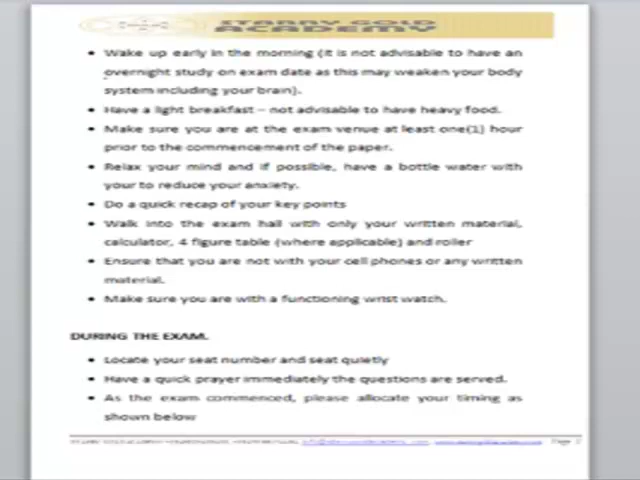 STARRY GOLD
ACADEMY
• Wake up early in the morning (it is not advisable to have an
overnight study on exam date as this may weaken your body
system including your brain).
• Have a light breakfast – not advisable to have heavy food.
• Make sure you are at the exam venue at least one(1) hour
prior to the commencement of the paper.
• Relax your mind and if possible, have a bottle water with
your to reduce your anxiety.
• Do a quick recap of your key points
• Walk into the exam hall with only your written material,
calculator, 4 figure table (where applicable) and roller
• Ensure that you are not with your cell phones or any written
material.
• Make sure you are with a functioning wrist watch.
DURING THE EXAM.
• Locate your seat number and seat quietly
• Have a quick prayer immediately the questions are served.
• As the exam commenced, please allocate your timing as
shown below
Page